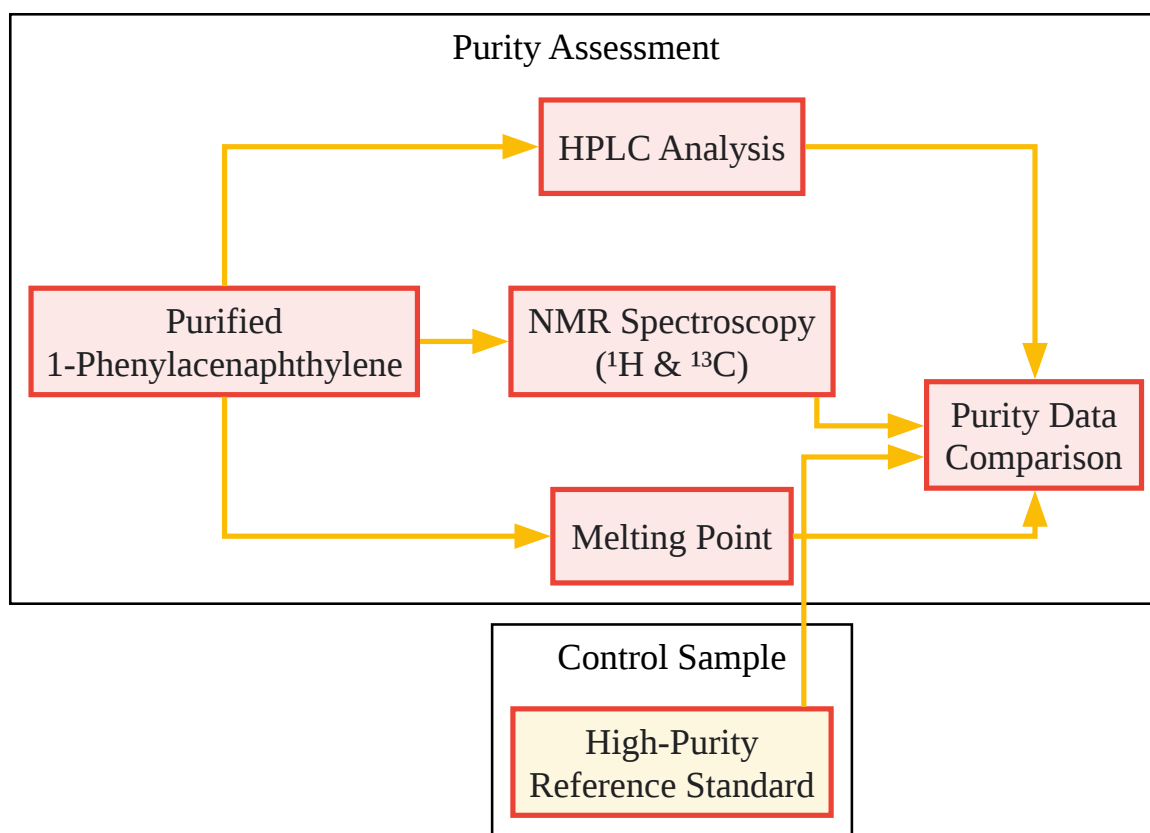 Purity Assessment
HPLC Analysis
Purified
1-Phenylacenaphthylene
NMR Spectroscopy
(¹H & ¹³C)
Purity Data
Comparison
Melting Point
Control Sample
High-Purity
Reference Standard